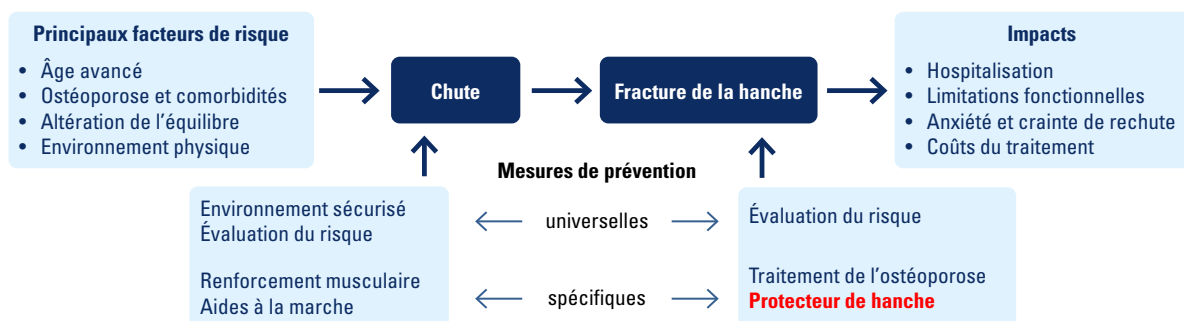 Principaux facteurs de risque
• Âge avancé
• Ostéoporose et comorbidités
• Altération de l'équilibre
• Environnement physique
Chute
Fracture de la hanche
Impacts
• Hospitalisation
• Limitations fonctionnelles
• Anxiété et crainte de rechute
• Coûts du traitement
Mesures de prévention
Environnement sécurisé
Évaluation du risque
universelles
Évaluation du risque
Renforcement musculaire
Aides à la marche
spécifiques
Traitement de l'ostéoporose
Protecteur de hanche